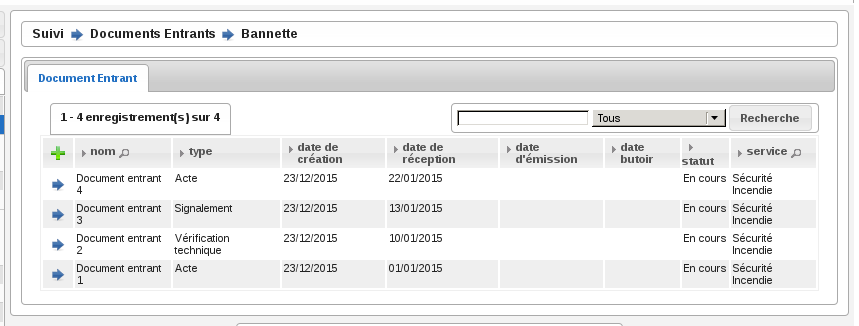 Suivi Documents Entrants Bannette
Document Entrant
1 - 4 enregistrement(s) sur 4
Tous Recherche
nom type date de création date de réception date d'émission date butoir statut service
Document entrant 4 Acte 23/12/2015 22/01/2015 En cours Sécurité Incendie
Document entrant 3 Signalement 23/12/2015 13/01/2015 En cours Sécurité Incendie
Document entrant 2 Vérification technique 23/12/2015 10/01/2015 En cours Sécurité Incendie
Document entrant 1 Acte 23/12/2015 01/01/2015 En cours Sécurité Incendie